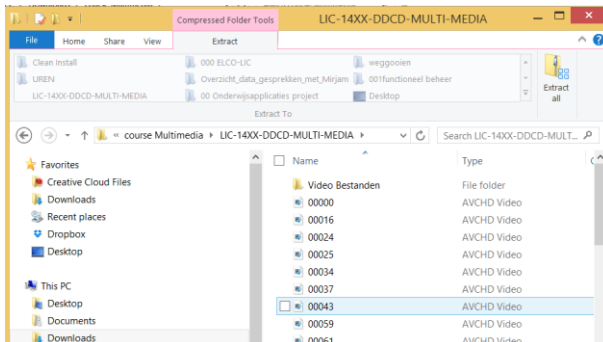 Compressed Folder Tools
LIC-14XX-DDCD-MULTI-MEDIA
File Home Share View Extract
Clean Install
000 ELCO-LIC
weggooien
UREN
Overzicht_data_gesprekken_met_Mirjam
001functioneel beheer
LIC-14XX-DDCD-MULTI-MEDIA
00 Onderwijsapplicaties project
Desktop
Extract all
Extract To
« course Multimedia LIC-14XX-DDCD-MULTI-MEDIA
Search LIC-14XX-DDCD-MULT...
Favorites
Creative Cloud Files
Downloads
Recent places
Dropbox
Desktop
This PC
Desktop
Documents
Downloads
Name Type
Video Bestanden File folder
00000 AVCHD Video
00016 AVCHD Video
00024 AVCHD Video
00025 AVCHD Video
00034 AVCHD Video
00037 AVCHD Video
00043 AVCHD Video
00059 AVCHD Video
00061 AVCHD Video